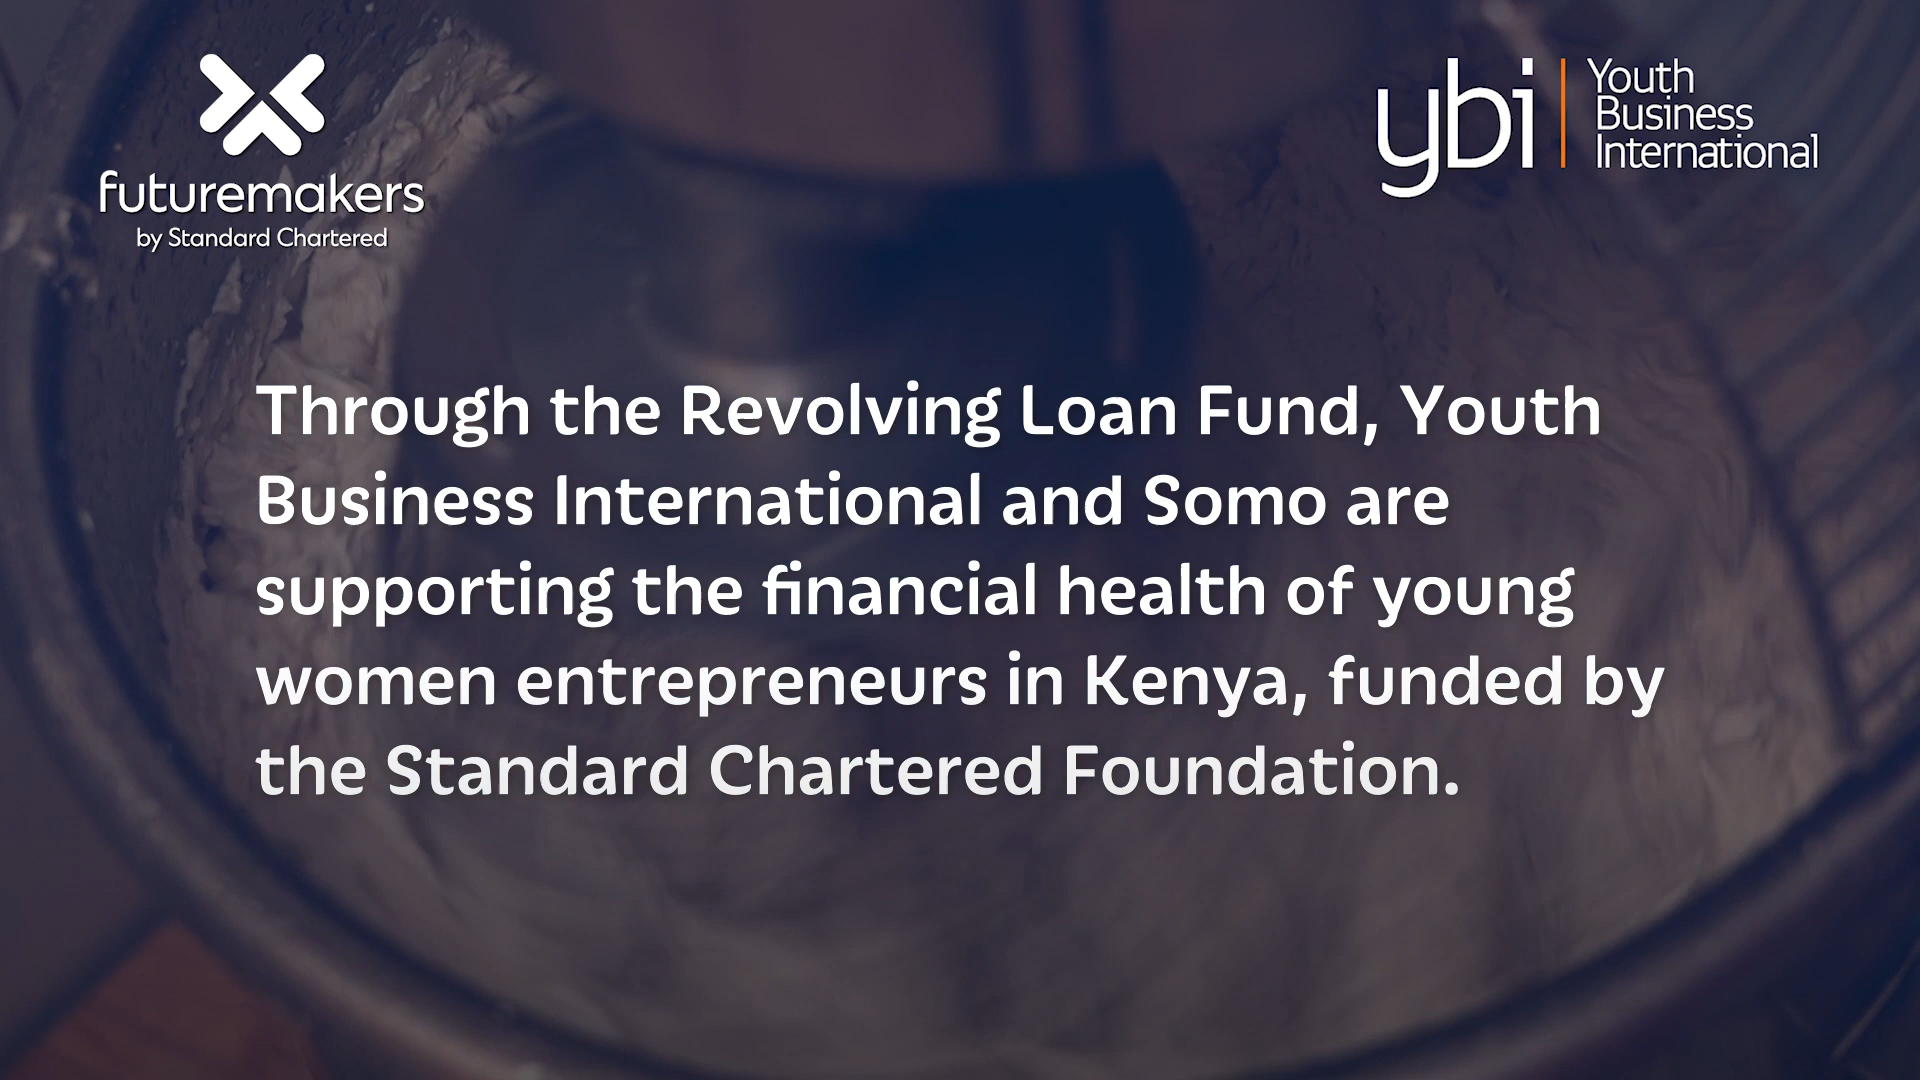 futuremakers
by Standard Chartered
ybi
Youth
Business
International
Through the Revolving Loan Fund, Youth
Business International and Somo are
supporting the financial health of young
women entrepreneurs in Kenya, funded by
the Standard Chartered Foundation.